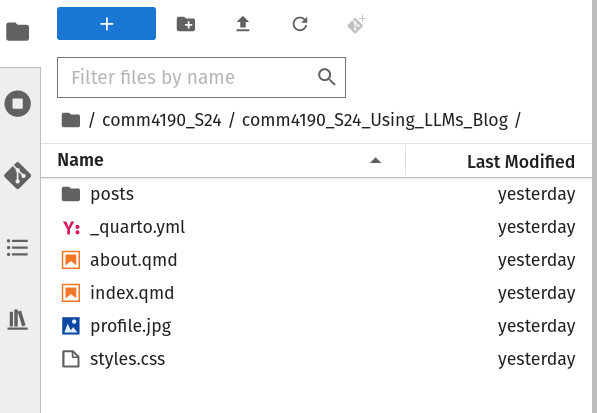 Filter files by name
/ comm4190_S24 / comm4190_S24_Using_LLMs_Blog /
Name Last Modified
posts yesterday
Y: _quarto.yml yesterday
about.qmd yesterday
index.qmd yesterday
profile.jpg yesterday
styles.css yesterday